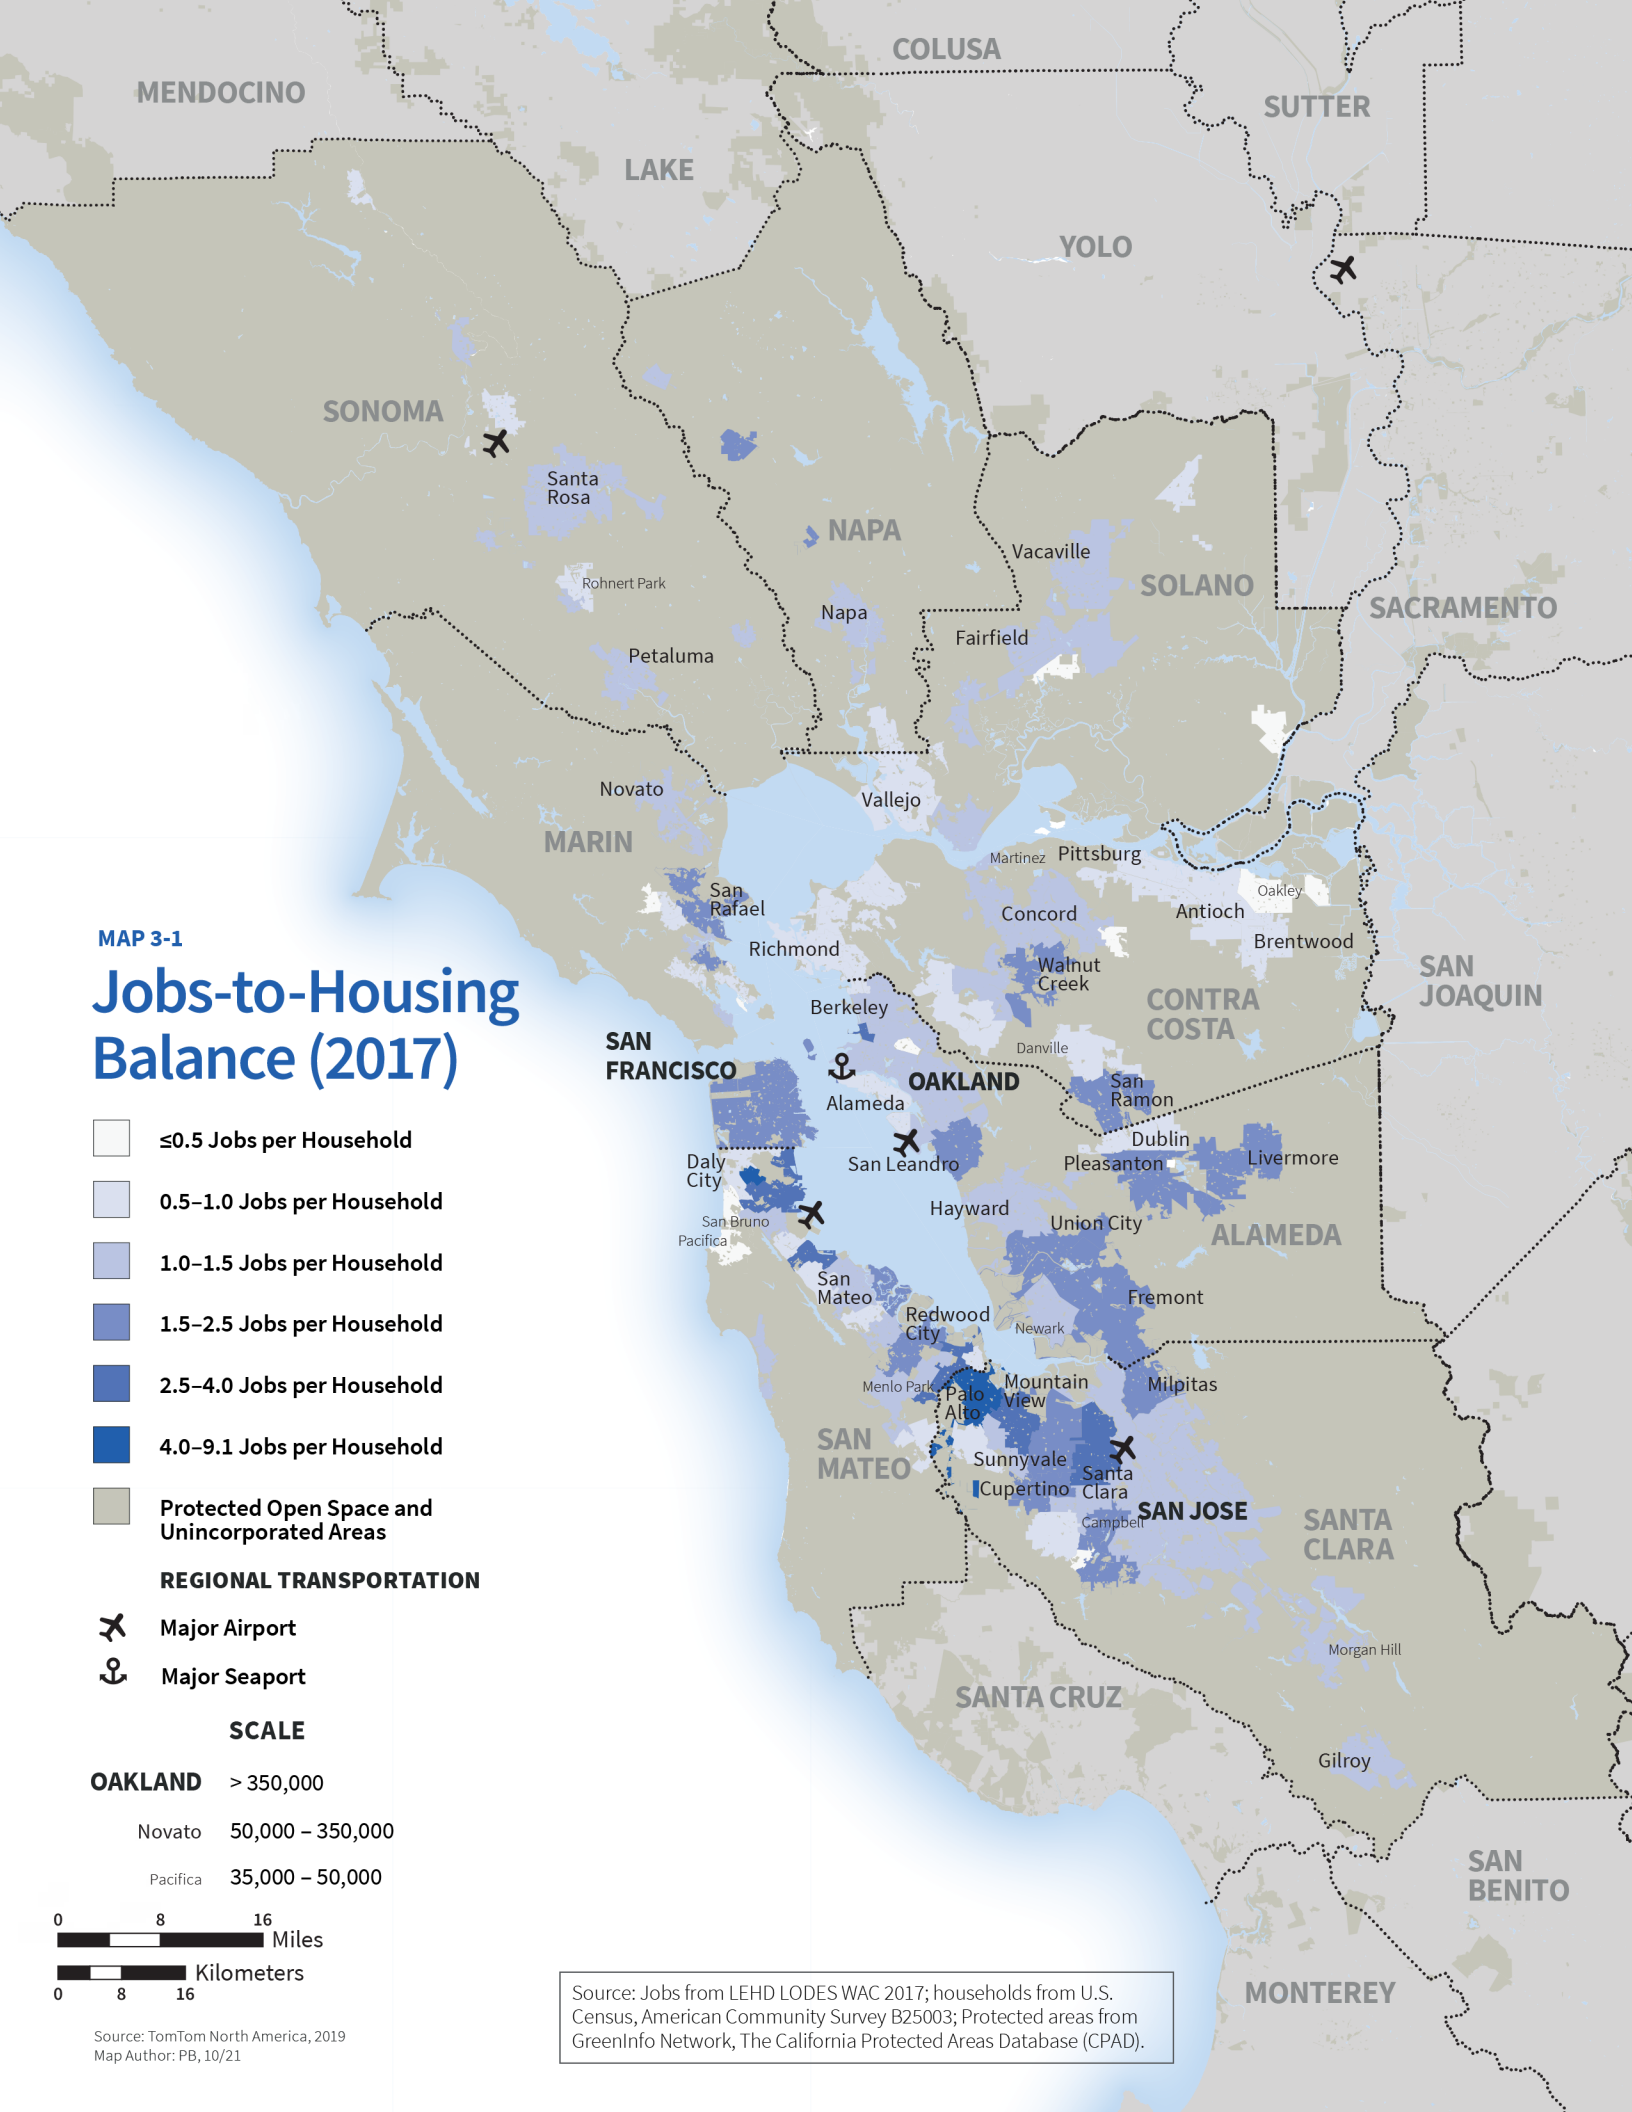 COLUSA
MENDOCINO
SUTTER
LAKE
YOLO
SONOMA
Santa
Rosa
NAPA
Vacaville
SOLANO
Rohnert Park
SACRAMENTO
Napa
Fairfield
Petaluma
Novato
Vallejo
MARIN
Martinez
Pittsburg
San
Rafael
Oakley
Concord
Antioch
Richmond
Brentwood
Walnut
Creek
SAN
JOAQUIN
CONTRA
COSTA
Berkeley
SAN
FRANCISCO
Danville
OAKLAND
San
Ramon
Alameda
Dublin
Daly
City
San Leandro
Pleasanton
Livermore
Hayward
San Bruno
Union City
Pacifica
ALAMEDA
San
Mateo
Fremont
Redwood
City
Newark
Menlo Park
Palo
Alto
Mountain
View
Milpitas
SAN
MATEO
Sunnyvale
Santa
Clara
Cupertino
SAN JOSE
Campbell
SANTA
CLARA
Morgan Hill
SANTA CRUZ
Gilroy
SAN
BENITO
MONTEREY
MAP 3-1
Jobs-to-Housing
Balance (2017)
≤0.5 Jobs per Household
0.5–1.0 Jobs per Household
1.0–1.5 Jobs per Household
1.5–2.5 Jobs per Household
2.5–4.0 Jobs per Household
4.0–9.1 Jobs per Household
Protected Open Space and
Unincorporated Areas
REGIONAL TRANSPORTATION
Major Airport
Major Seaport
SCALE
OAKLAND > 350,000
Novato 50,000 – 350,000
Pacifica 35,000 – 50,000
0 8 16
Miles
Kilometers
0 8 16
Source: TomTom North America, 2019
Map Author: PB, 10/21
Source: Jobs from LEHD LODES WAC 2017; households from U.S.
Census, American Community Survey B25003; Protected areas from
GreenInfo Network, The California Protected Areas Database (CPAD).